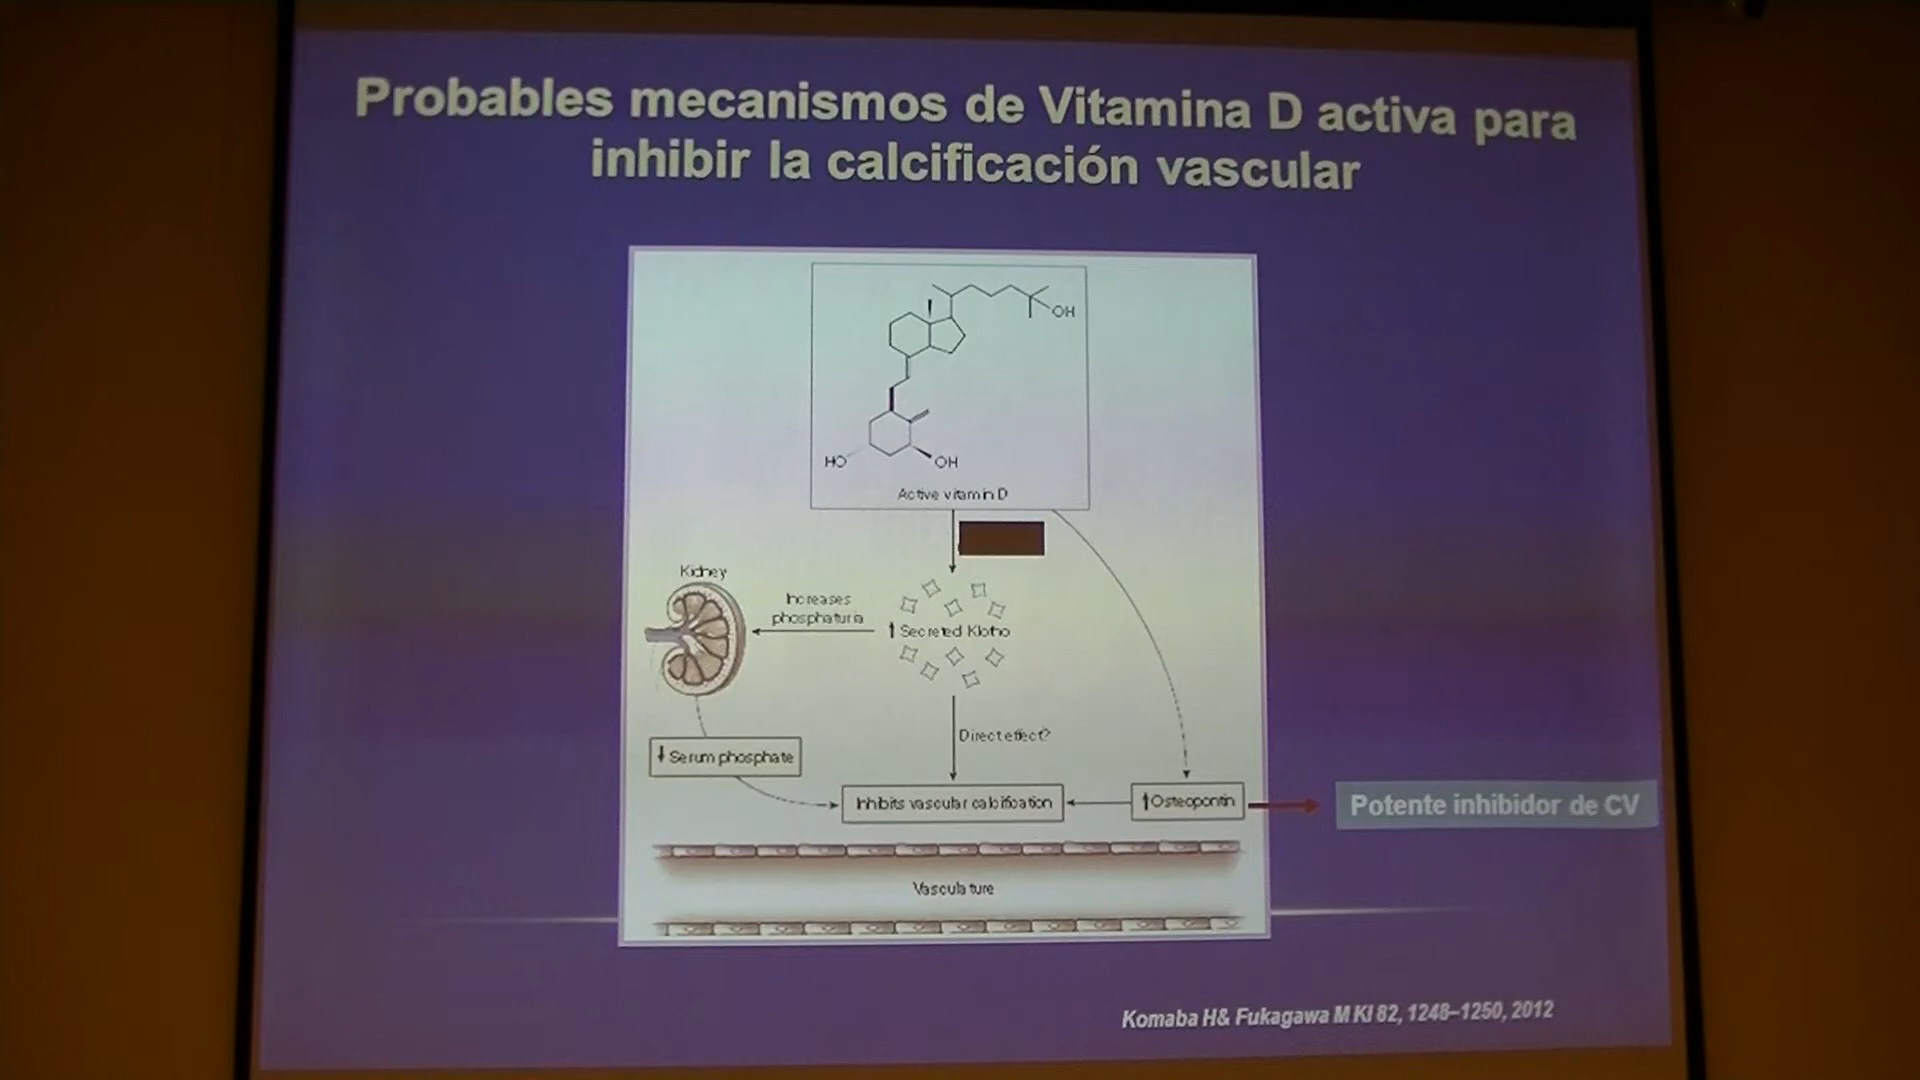 Probables mecanismos de Vitamina D activa para
inhibir la calcificación vascular
OH
HO
OH
Active vitamin D
Kidney
Increases
phosphaturia
↑ Secreted Klotho
Direct effect?
↓ Serum phosphate
Inhibits vascular calcification
↑Osteopontin
Potente inhibidor de CV
Vasculature
Komaba H& Fukagawa M KI 82, 1248–1250, 2012